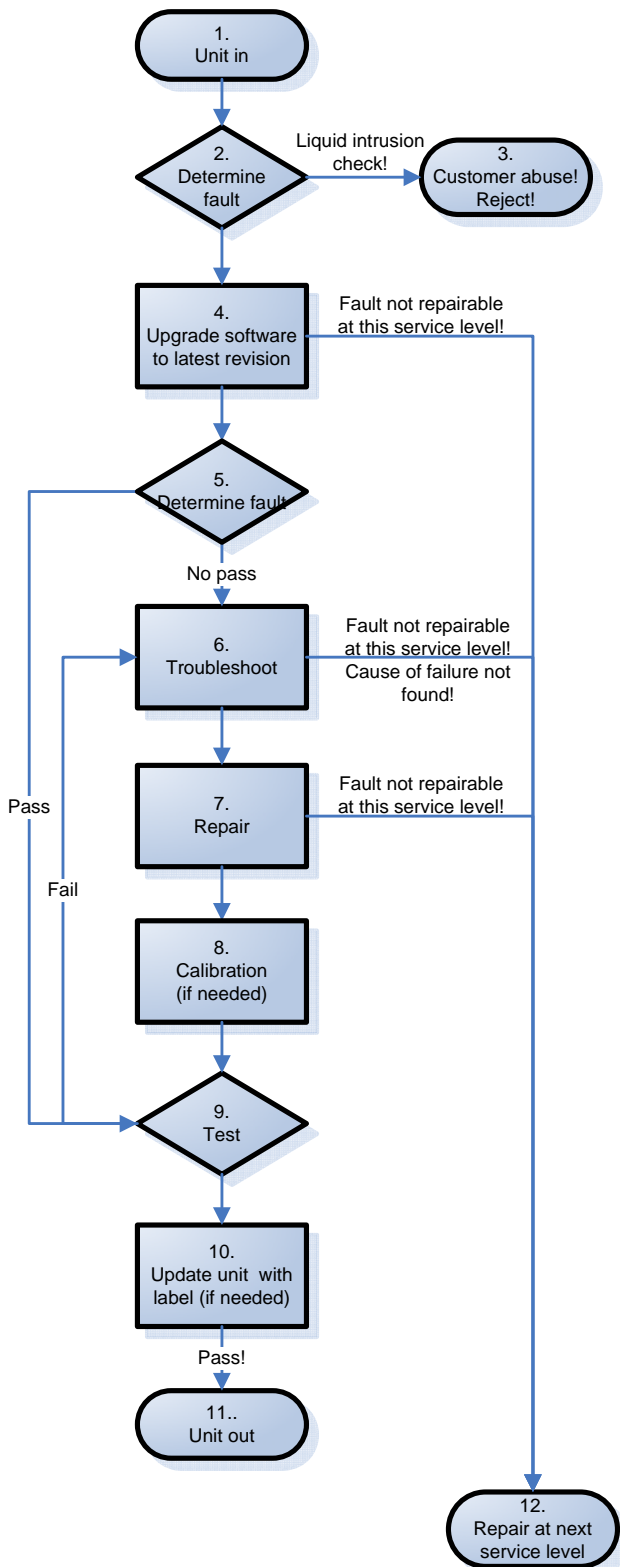 1.
Unit in
2.
Determine
fault
Liquid intrusion
check!
3.
Customer abuse!
Reject!
4.
Upgrade software
to latest revision
Fault not repairable
at this service level!
5.
Determine fault
No pass
6.
Troubleshoot
Fault not repairable
at this service level!
Cause of failure not
found!
7.
Repair
Fault not repairable
at this service level!
Pass
Fail
8.
Calibration
(if needed)
9.
Test
10.
Update unit with
label (if needed)
Pass!
11..
Unit out
12.
Repair at next
service level